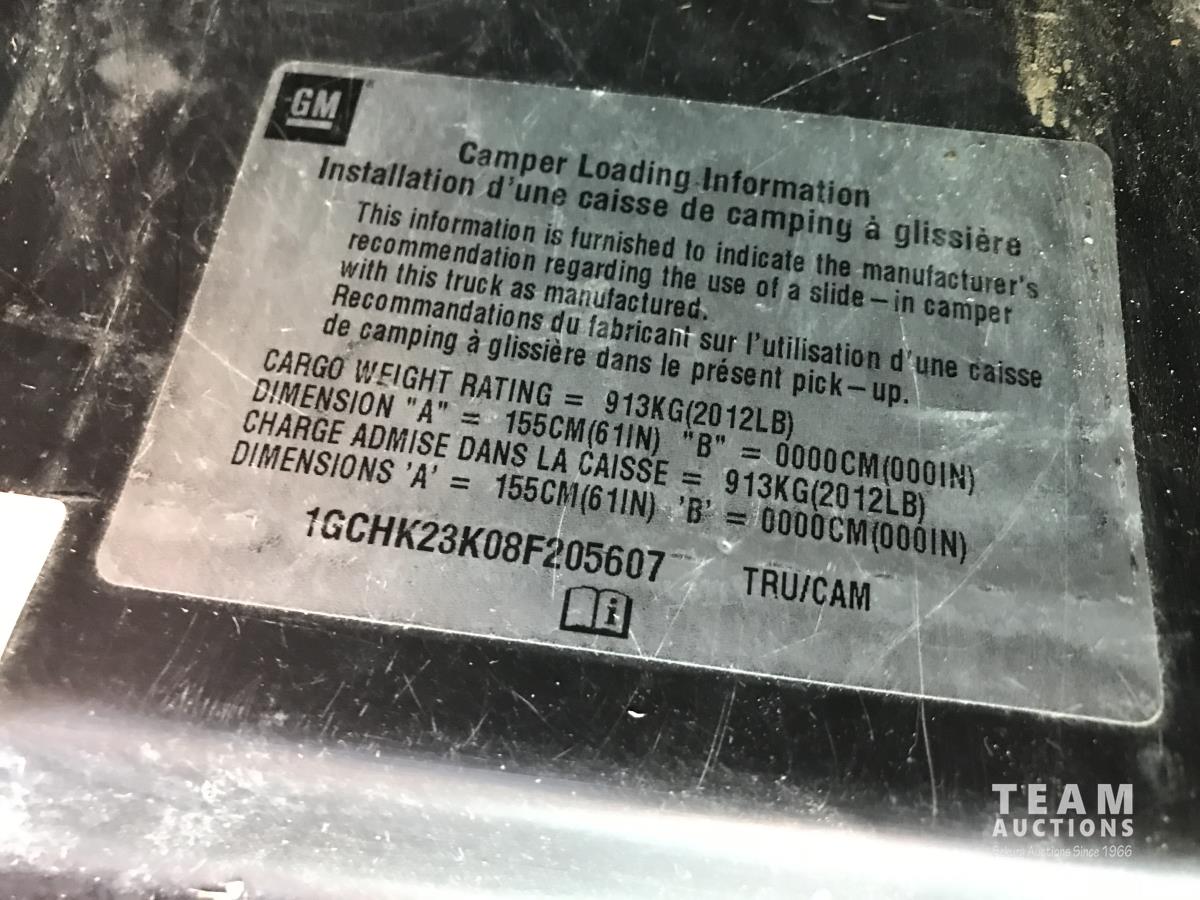 GM
Camper Loading Information
Installation d'une caisse de camping à glissière
This information is furnished to indicate the manufacturer's
recommendation regarding the use of a slide–in camper
with this truck as manufactured.
Recommandations du fabricant sur l'utilisation d'une caisse
de camping à glissière dans le présent pick–up.
CARGO WEIGHT RATING = 913KG(2012LB)
DIMENSION "A" = 155CM(61IN) "B" = 0000CM(000IN)
CHARGE ADMISE DANS LA CAISSE = 913KG(2012LB)
DIMENSIONS 'A' = 155CM(61IN) 'B' = 0000CM(000IN)
1GCHK23K08F205607 TRU/CAM
i
TEAM
AUCTIONS
Auctions Since 1966